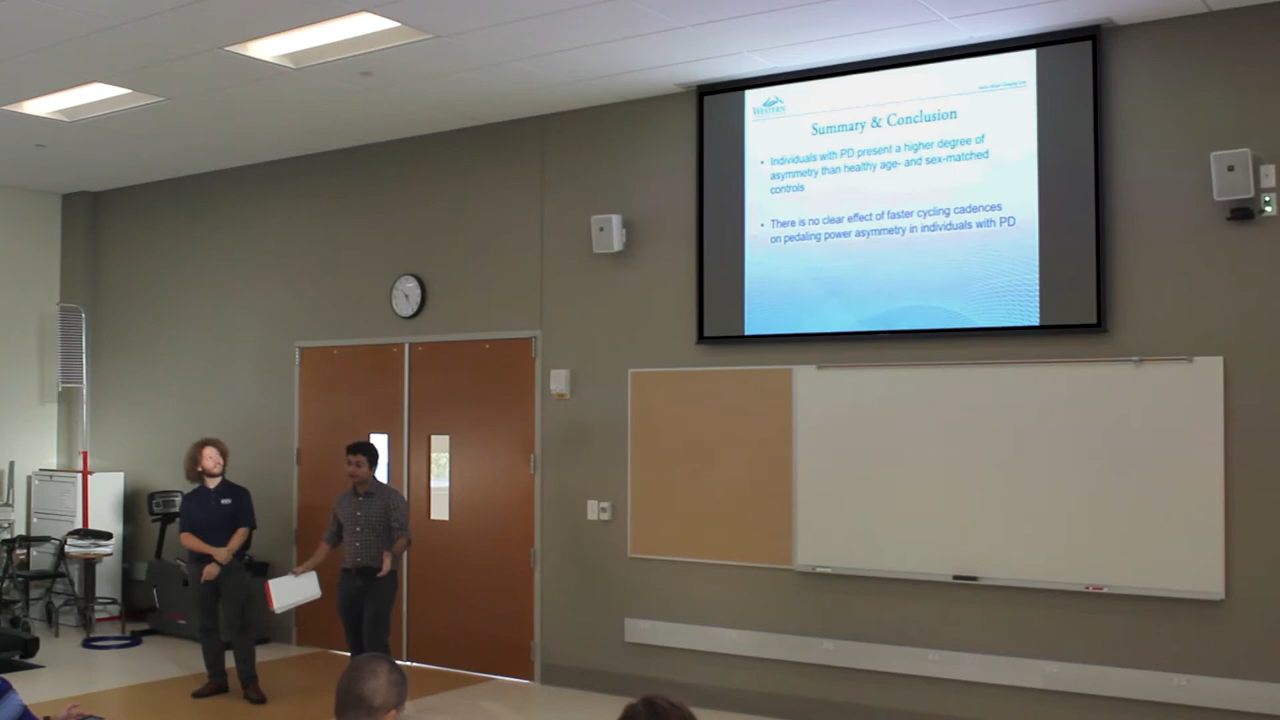 WESTERN
Summary & Conclusion
• Individuals with PD present a higher degree of
asymmetry than healthy age- and sex-matched
controls
• There is no clear effect of faster cycling cadences
on pedaling power asymmetry in individuals with PD